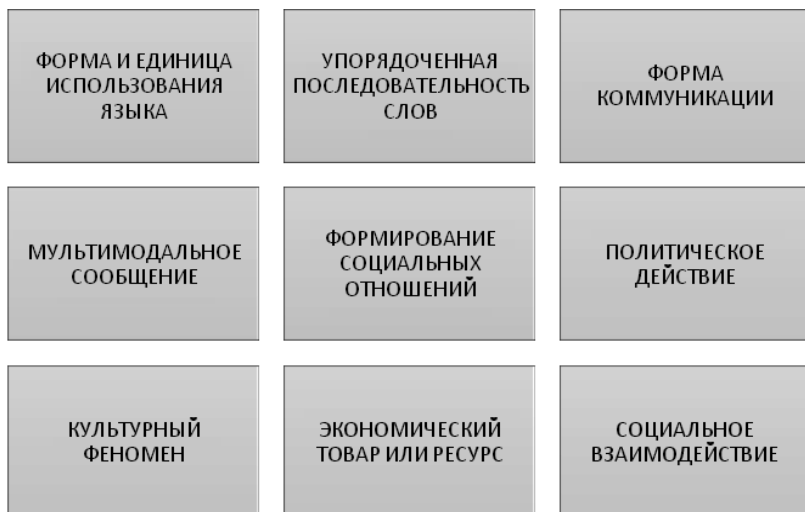 ФОРМА И ЕДИНИЦА
ИСПОЛЬЗОВАНИЯ
ЯЗЫКА
УПОРЯДОЧЕННАЯ
ПОСЛЕДОВАТЕЛЬНОСТЬ
СЛОВ
ФОРМА
КОММУНИКАЦИИ
МУЛЬТИМОДАЛЬНОЕ
СООБЩЕНИЕ
ФОРМИРОВАНИЕ
СОЦИАЛЬНЫХ
ОТНОШЕНИЙ
ПОЛИТИЧЕСКОЕ
ДЕЙСТВИЕ
КУЛЬТУРНЫЙ
ФЕНОМЕН
ЭКОНОМИЧЕСКИЙ
ТОВАР ИЛИ РЕСУРС
СОЦИАЛЬНОЕ
ВЗАИМОДЕЙСТВИЕ